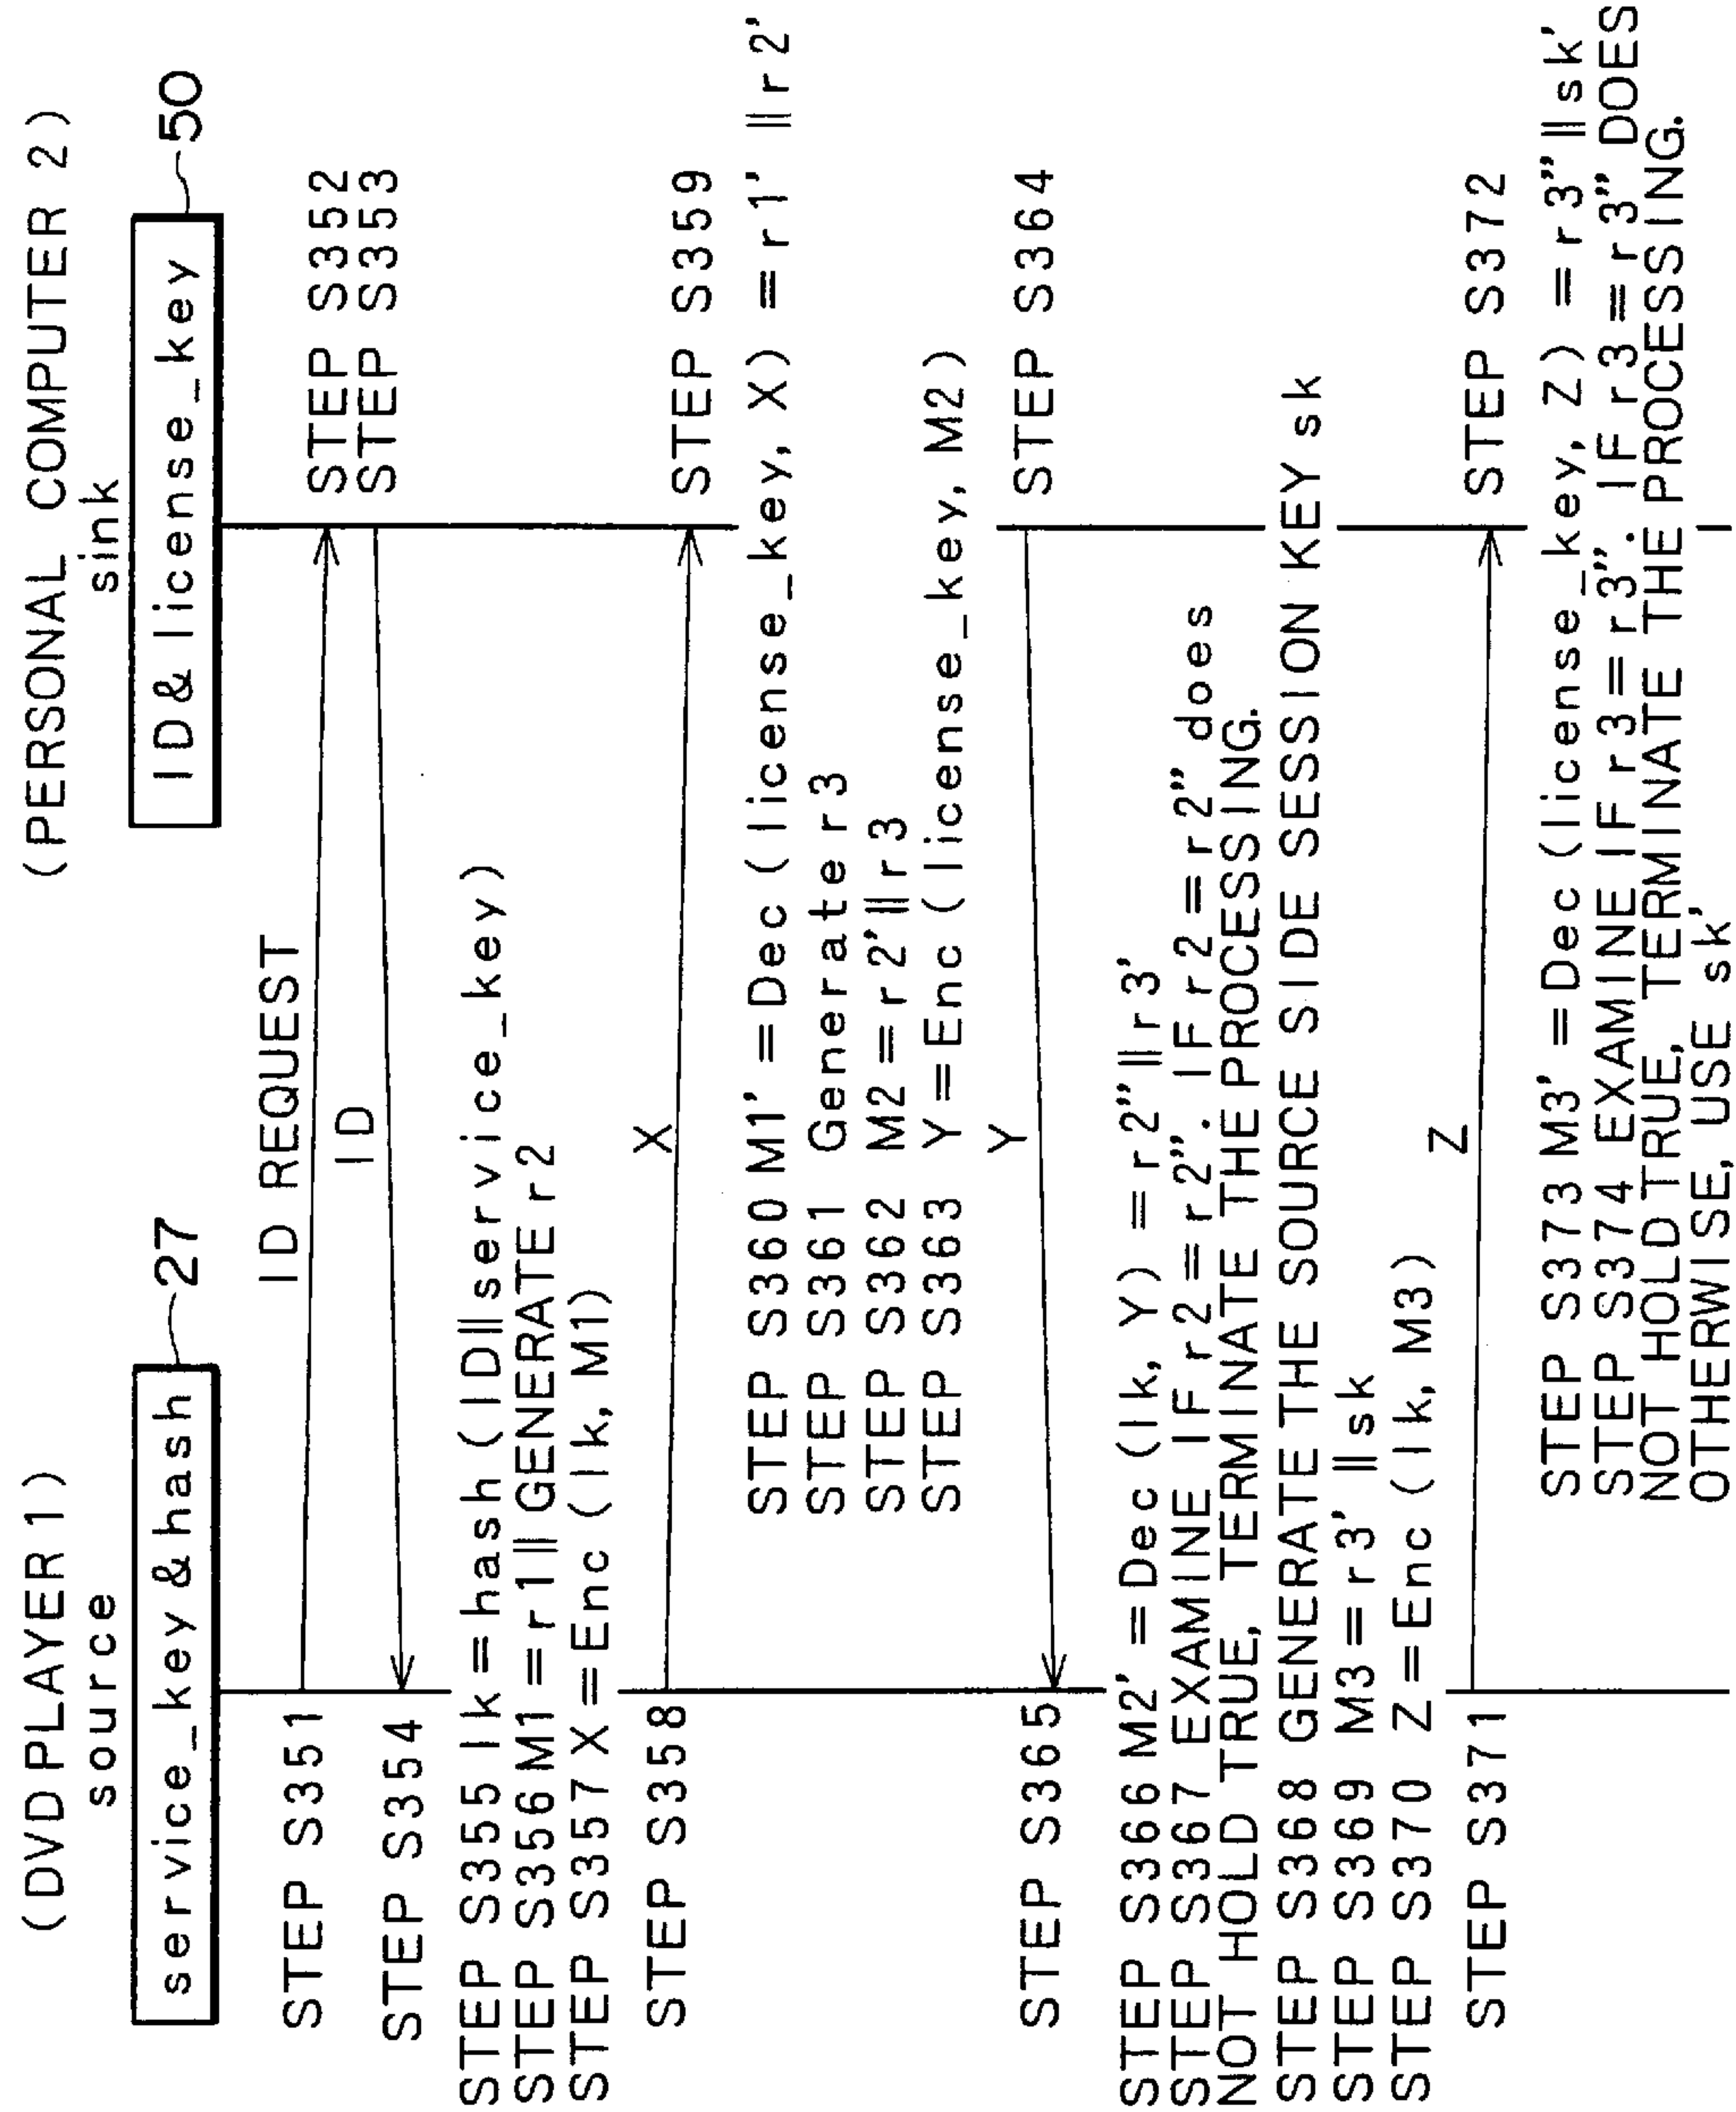 (DVD PLAYER 1)
source
service_key & hash
27
(PERSONAL COMPUTER 2)
sink
ID & license_key
50
STEP S351
ID REQUEST
STEP S352
STEP S353
ID
STEP S354
STEP S355 lk = hash (ID || service_key)
STEP S356 M1 = r1 || GENERATE r2
STEP S357 X = Enc (lk, M1)
STEP S358
X
STEP S359
STEP S360 M1' = Dec (license_key, X) = r1' || r2'
STEP S361 Generate r3
STEP S362 M2 = r2' || r3
STEP S363 Y = Enc (license_key, M2)
Y
STEP S364
STEP S365
STEP S366 M2' = Dec (lk, Y) = r2'' || r3'
STEP S367 EXAMINE IF r2 = r2''. IF r2 = r2'' does
NOT HOLD TRUE, TERMINATE THE PROCESSING.
STEP S368 GENERATE THE SOURCE SIDE SESSION KEY sk
STEP S369 M3 = r3' || sk
STEP S370 Z = Enc (lk, M3)
STEP S371
Z
STEP S372
STEP S373 M3' = Dec (license_key, Z) = r3'' || sk'
STEP S374 EXAMINE IF r3 = r3''. IF r3 = r3'' DOES
NOT HOLD TRUE, TERMINATE THE PROCESSING.
OTHERWISE, USE sk'